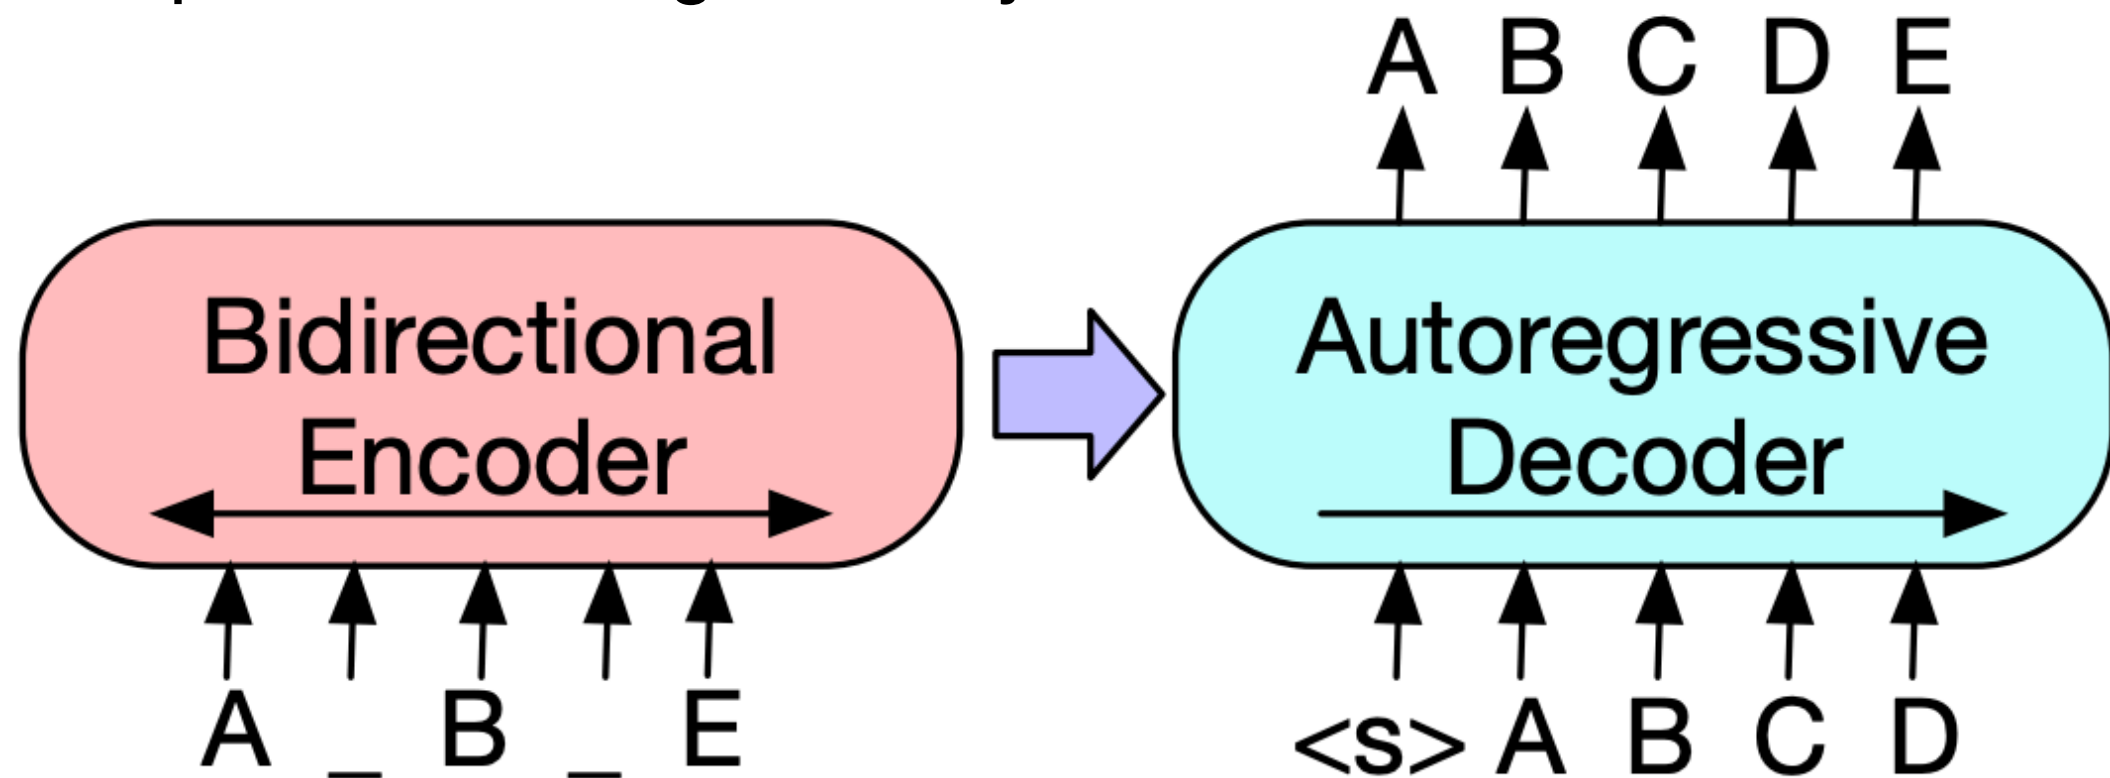 A B C D E
Bidirectional
Encoder
Autoregressive
Decoder
A _ B _ E
<s> A B C D